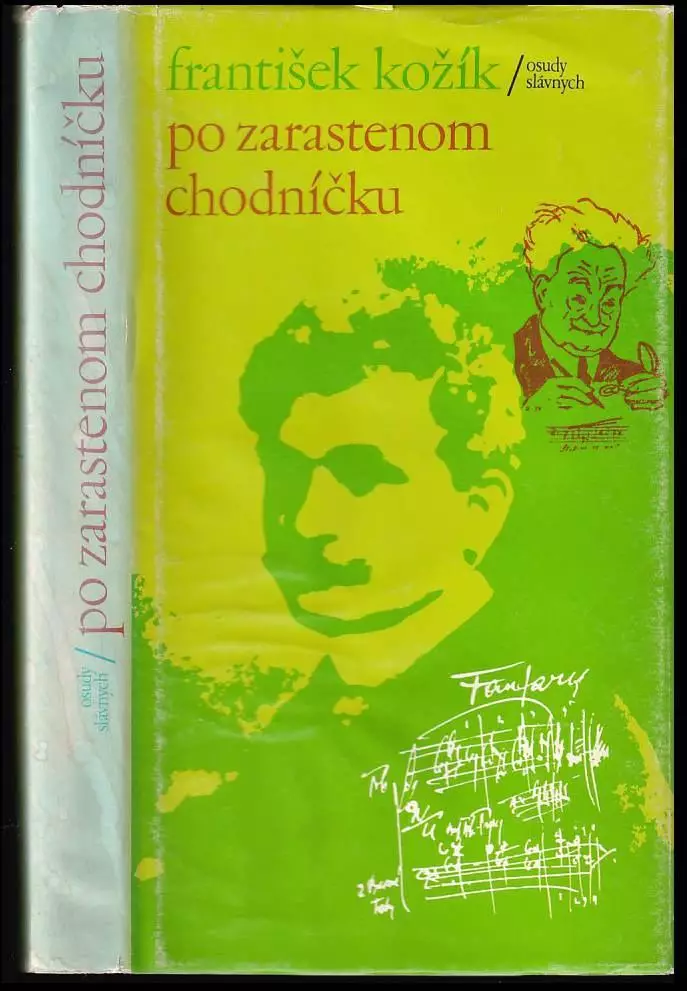 františek kožík / osudy
slávnych
po zarastenom
chodníčku
osudy
slávnych / po zarastenom chodníčku
Fanfary